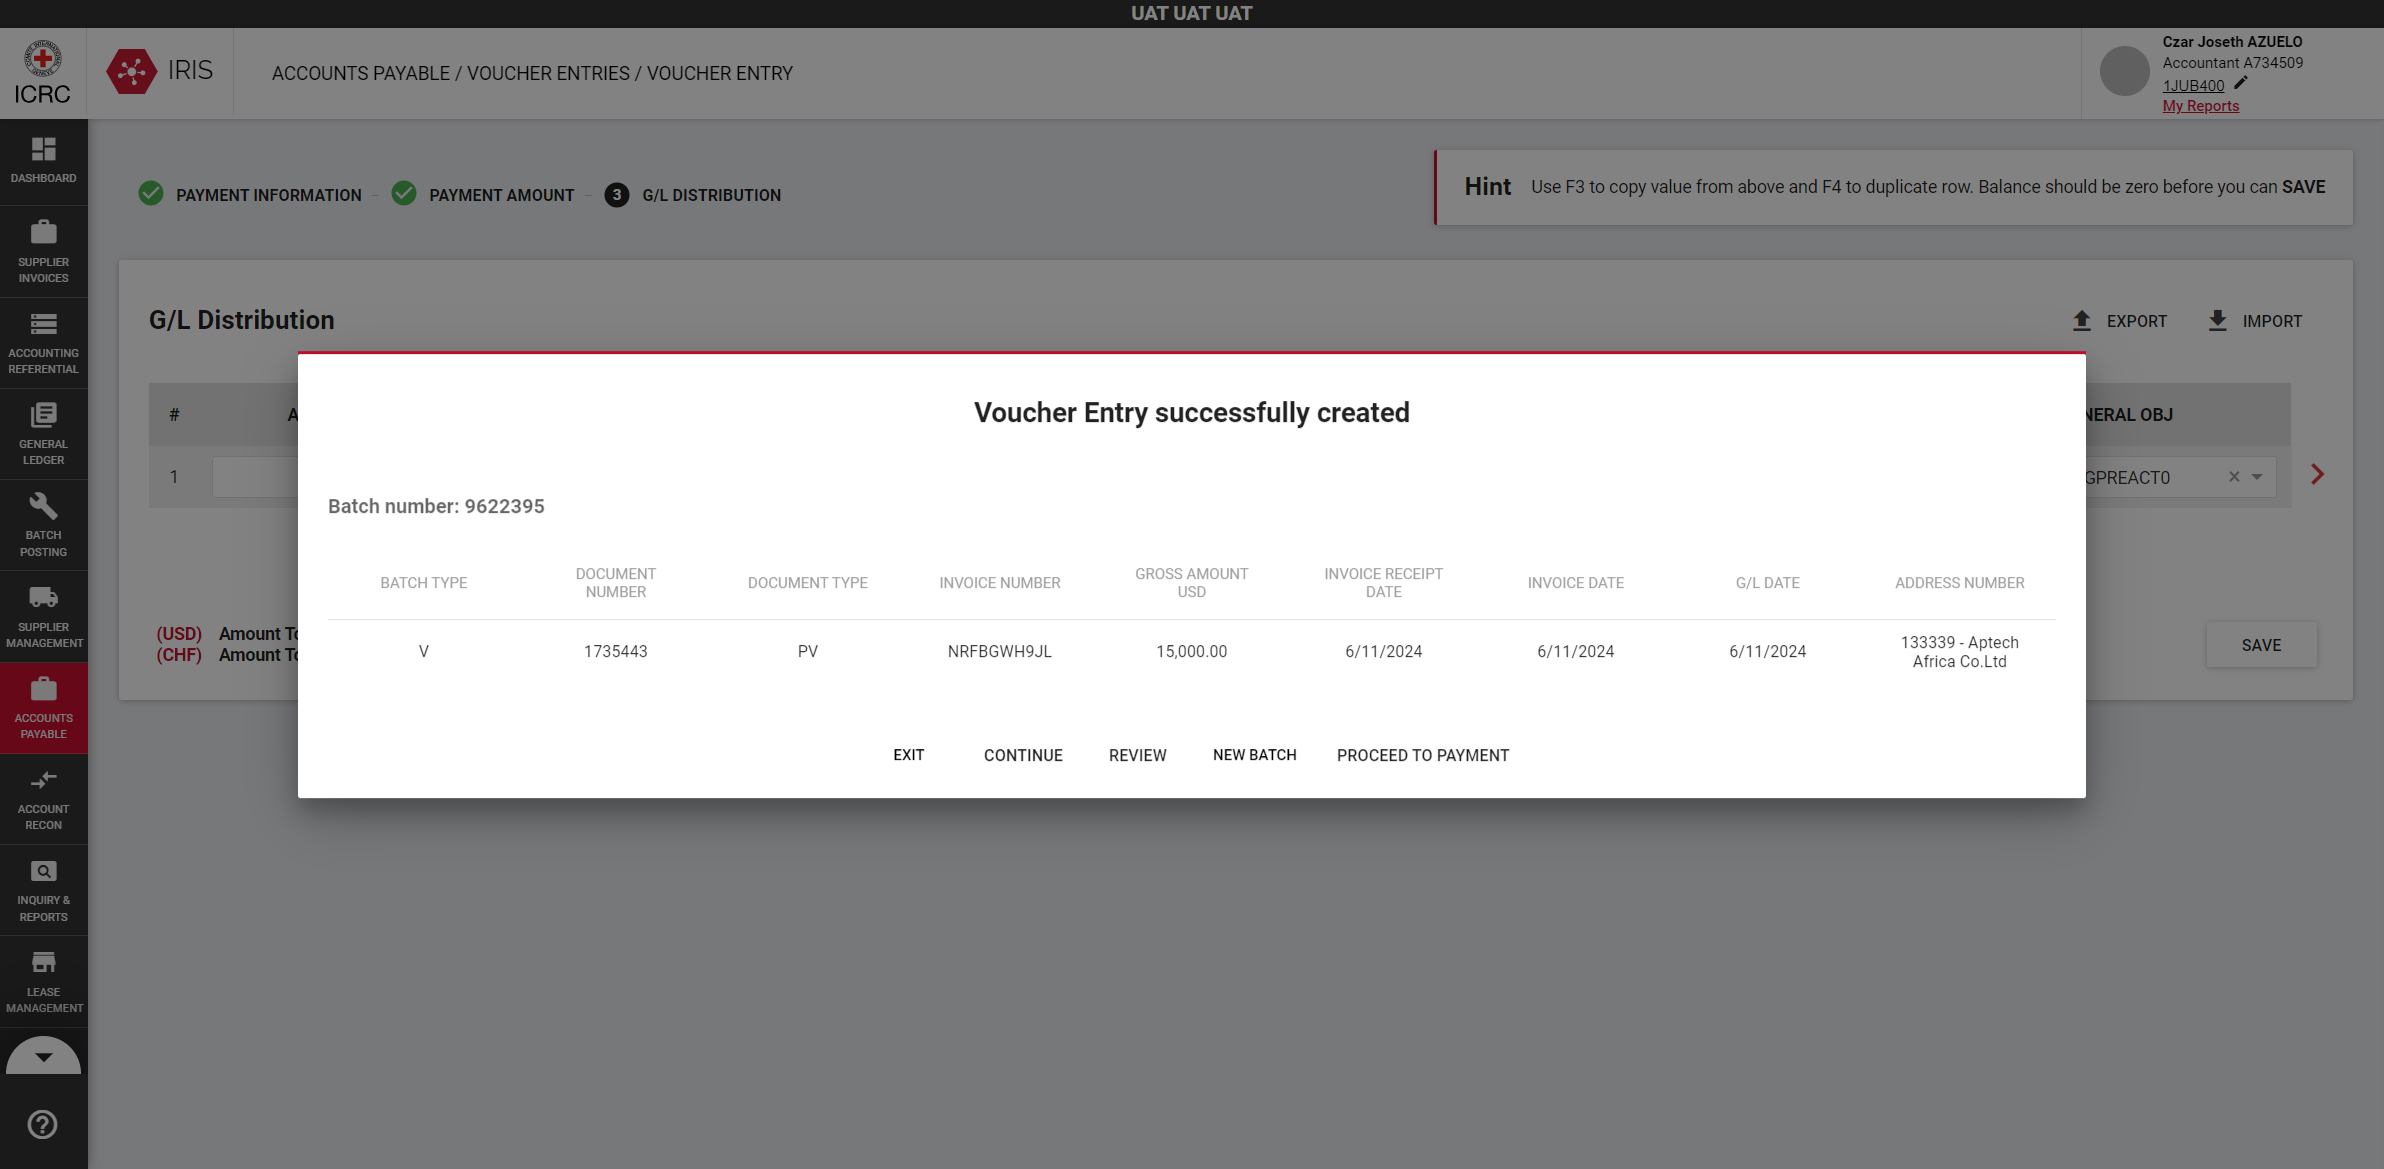 UAT UAT UAT
ICRC
IRIS
ACCOUNTS PAYABLE / VOUCHER ENTRIES / VOUCHER ENTRY
Czar Joseth AZUELO
Accountant A734509
1JUB400
My Reports
DASHBOARD
SUPPLIER
INVOICES
ACCOUNTING
REFERENTIAL
GENERAL
LEDGER
BATCH
POSTING
SUPPLIER
MANAGEMENT
ACCOUNTS
PAYABLE
ACCOUNT
RECON
INQUIRY &
REPORTS
LEASE
MANAGEMENT
PAYMENT INFORMATION
PAYMENT AMOUNT
3 G/L DISTRIBUTION
Hint Use F3 to copy value from above and F4 to duplicate row. Balance should be zero before you can SAVE
G/L Distribution
EXPORT
IMPORT
# A
NERAL OBJ
1
GPREACT0
Voucher Entry successfully created
Batch number: 9622395
BATCH TYPE
DOCUMENT
NUMBER
DOCUMENT TYPE
INVOICE NUMBER
GROSS AMOUNT
USD
INVOICE RECEIPT
DATE
INVOICE DATE
G/L DATE
ADDRESS NUMBER
V
1735443
PV
NRFBGWH9JL
15,000.00
6/11/2024
6/11/2024
6/11/2024
133339 - Aptech
Africa Co.Ltd
(USD) Amount To
(CHF) Amount To
SAVE
EXIT
CONTINUE
REVIEW
NEW BATCH
PROCEED TO PAYMENT